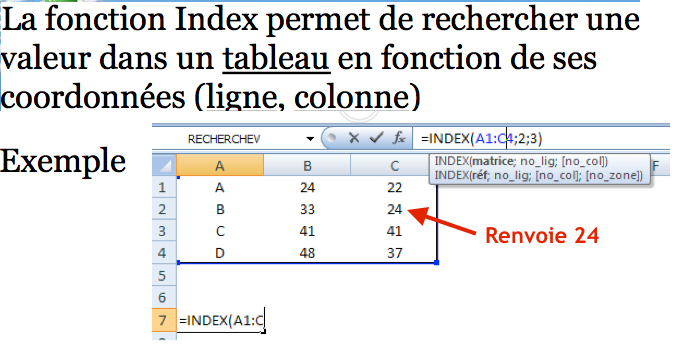 La fonction Index permet de rechercher une
valeur dans un tableau en fonction de ses
coordonnées (ligne, colonne)
Exemple
RECHERCHEV fx =INDEX(A1:C4;2;3)
INDEX(matrice; no_lig; [no_col])
INDEX(réf; no_lig; [no_col]; [no_zone])
A B C F
1 A 24 22
2 B 33 24
3 C 41 41
4 D 48 37
Renvoie 24
5
6
7 =INDEX(A1:C